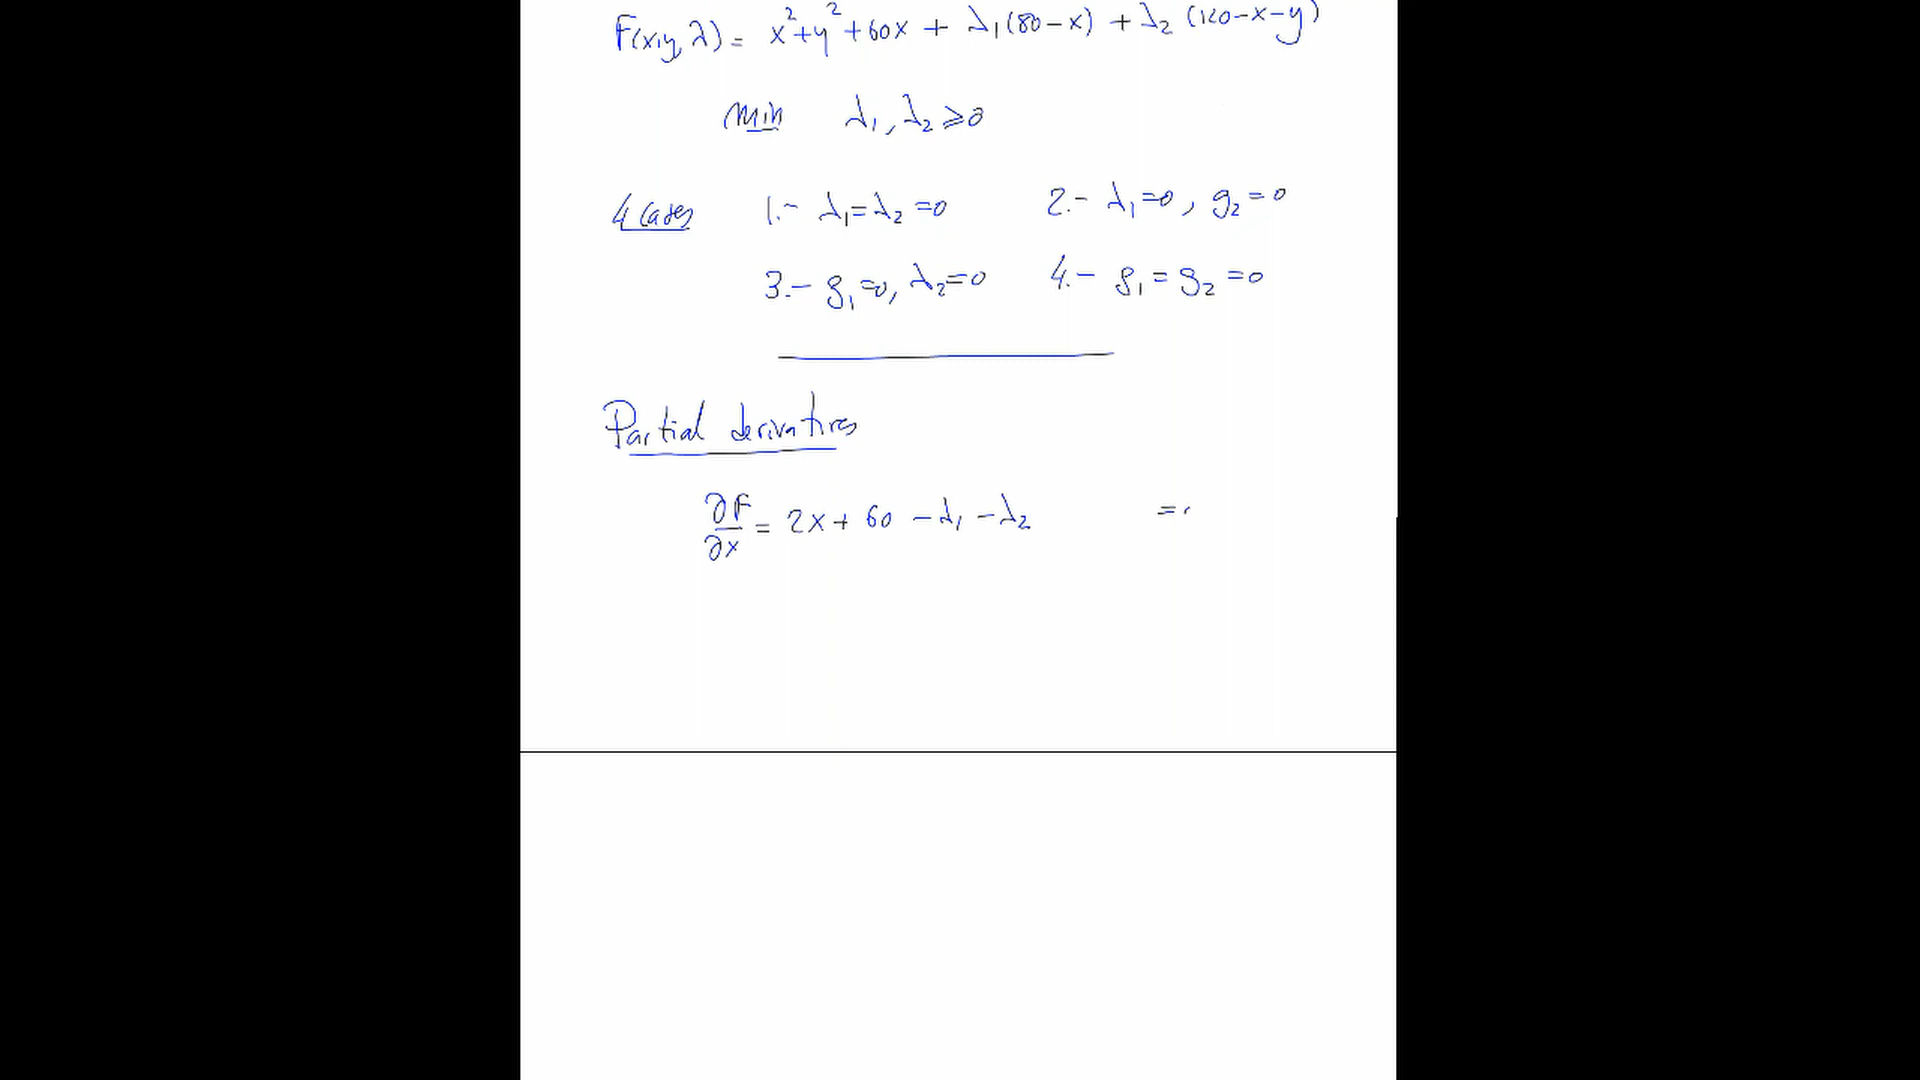 F(x,y,λ) = x² + y² + 60x + λ₁(80 - x) + λ₂ (120 - x - y)
Min λ₁, λ₂ ⩾ 0
4 Cases 1.- λ₁ = λ₂ = 0 2.- λ₁ = 0, g₂ = 0
3.- g₁ = 0, λ₂ = 0 4.- g₁ = g₂ = 0
Partial derivatives
∂F/∂x = 2x + 60 - λ₁ - λ₂ =